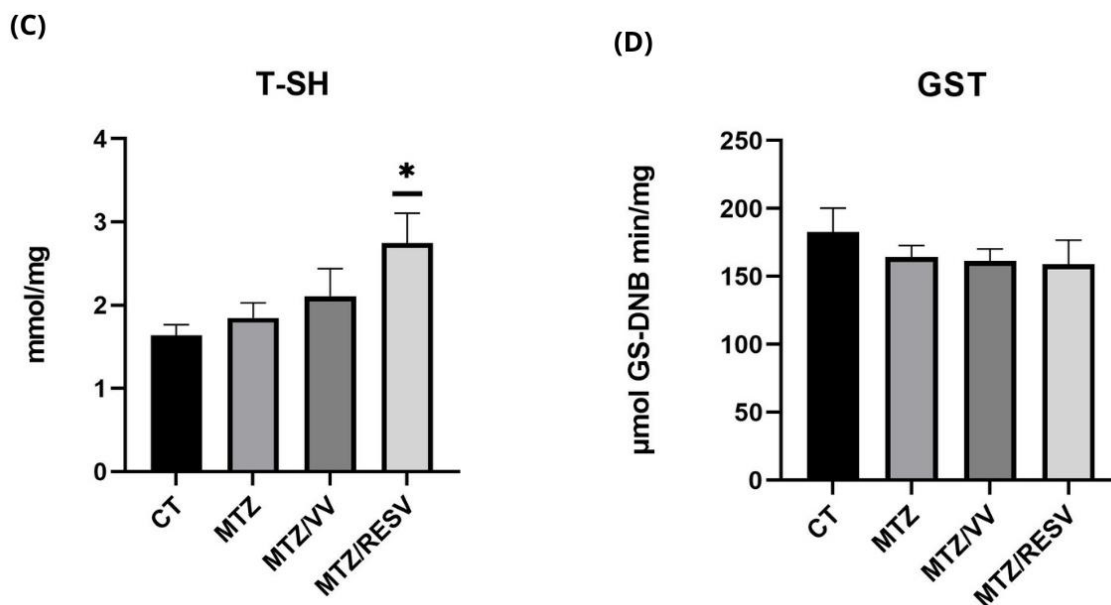 (C)
T-SH
mmol/mg
4
3
2
1
0
*
CT
MTZ
MTZ/VV
MTZ/RESV
(D)
GST
µmol GS-DNB min/mg
250
200
150
100
50
0
CT
MTZ
MTZ/VV
MTZ/RESV